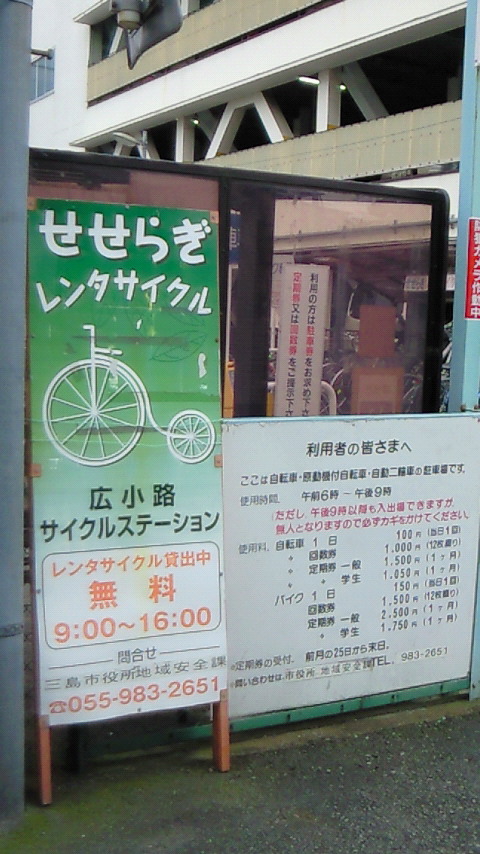 せせらぎ
レンタサイクル
広小路
サイクルステーション
レンタサイクル貸出中
無料
9:00～16:00
問合せ
三島市役所地域安全課
☎055-983-2651
利用の方は駐車券をお求め下さ
定期券又は回数券をご提示下さ
利用者の皆さまへ
ここは自転車・原動機付自転車・自動二輪車の駐車場です。
使用時間. 午前6時～午後9時
(ただし 午後9時以降も入出場できますが、
無人となりますので必ずカギをかけてください。
使用料. 自転車 1 日 100円 (当日1回)
〃 回数券 1,000円 (12枚綴り)
〃 定期券 一般 1,500円 (1ヶ月)
〃 〃 学生 1,050円 (1ヶ月)
バイク 1 日 150円 (当日1回)
回数券 1,500円 (12枚綴り)
定期券 一般 2,500円 (1ヶ月)
〃 学生 1,750円 (1ヶ月)
定期券の受付. 前月の25日から末日.
問い合わせは市役所 地域安全課TEL. 983-2651
カメラ作動中